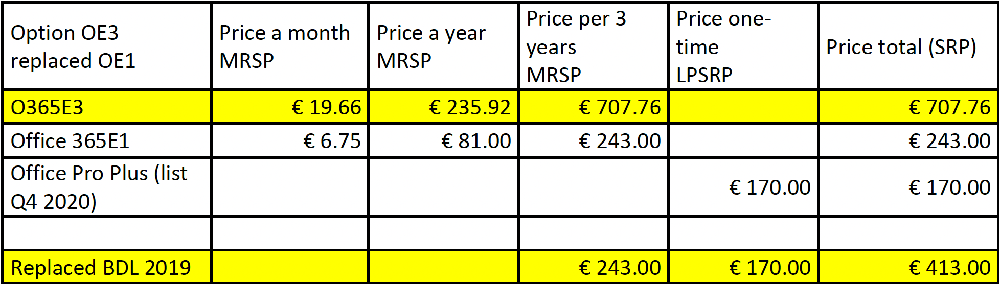 Option OE3 replaced OE1 Price a month MRSP Price a year MRSP Price per 3 years MRSP Price one-time LPSRP Price total (SRP)
O365E3 € 19.66 € 235.92 € 707.76 € 707.76
Office 365E1 € 6.75 € 81.00 € 243.00 € 243.00
Office Pro Plus (list Q4 2020) € 170.00 € 170.00
Replaced BDL 2019 € 243.00 € 170.00 € 413.00